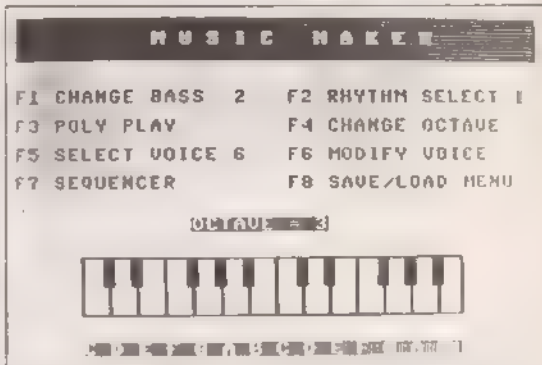 MUSIC MAKER
F1 CHANGE BASS 2 F2 RHYTHM SELECT 1
F3 POLY PLAY F4 CHANGE OCTAVE
F5 SELECT VOICE 6 F6 MODIFY VOICE
F7 SEQUENCER F8 SAVE/LOAD MENU
OCTAVE = 3
C D E F G A B C D E